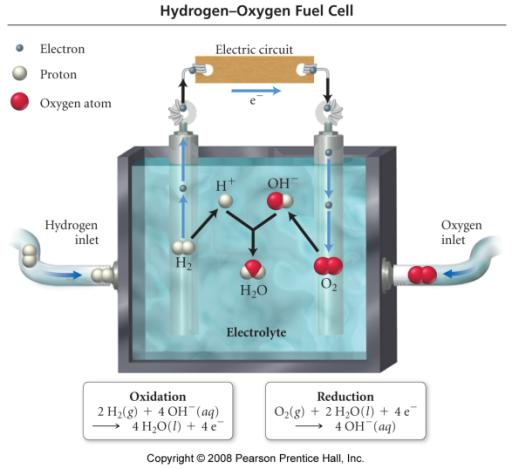 Hydrogen–Oxygen Fuel Cell
Electron
Proton
Oxygen atom
Electric circuit
e⁻
H⁺
OH⁻
Hydrogen
inlet
Oxygen
inlet
H₂
H₂O
O₂
Electrolyte
Oxidation
2 H₂(g) + 4 OH⁻(aq)
⟶ 4 H₂O(l) + 4 e⁻
Reduction
O₂(g) + 2 H₂O(l) + 4 e⁻
⟶ 4 OH⁻(aq)
Copyright © 2008 Pearson Prentice Hall, Inc.